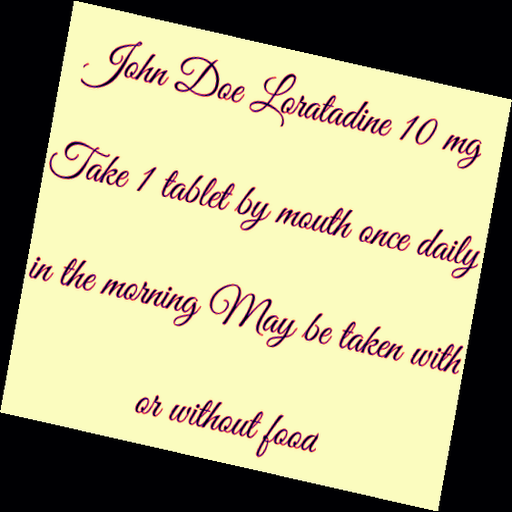 John Doe Loratadine 10 mg
Take 1 tablet by mouth once daily
in the morning May be taken with
or without food